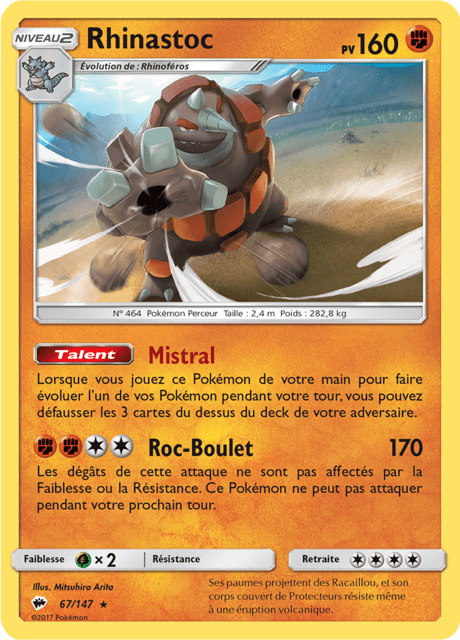 NIVEAU 2
Rhinastoc
PV 160
Évolution de : Rhinoféros
N° 464 Pokémon Perceur Taille : 2,4 m Poids : 282,8 kg
Talent Mistral
Lorsque vous jouez ce Pokémon de votre main pour faire
évoluer l'un de vos Pokémon pendant votre tour, vous pouvez
défausser les 3 cartes du dessus du deck de votre adversaire.
Roc-Boulet 170
Les dégâts de cette attaque ne sont pas affectés par la
Faiblesse ou la Résistance. Ce Pokémon ne peut pas attaquer
pendant votre prochain tour.
Faiblesse × 2 Résistance Retraite
Illus. Mitsuhiro Arita
67/147 ★
©2017 Pokémon
Ses paumes projettent des Racaillou, et son
corps couvert de Protecteurs résiste même
à une éruption volcanique.